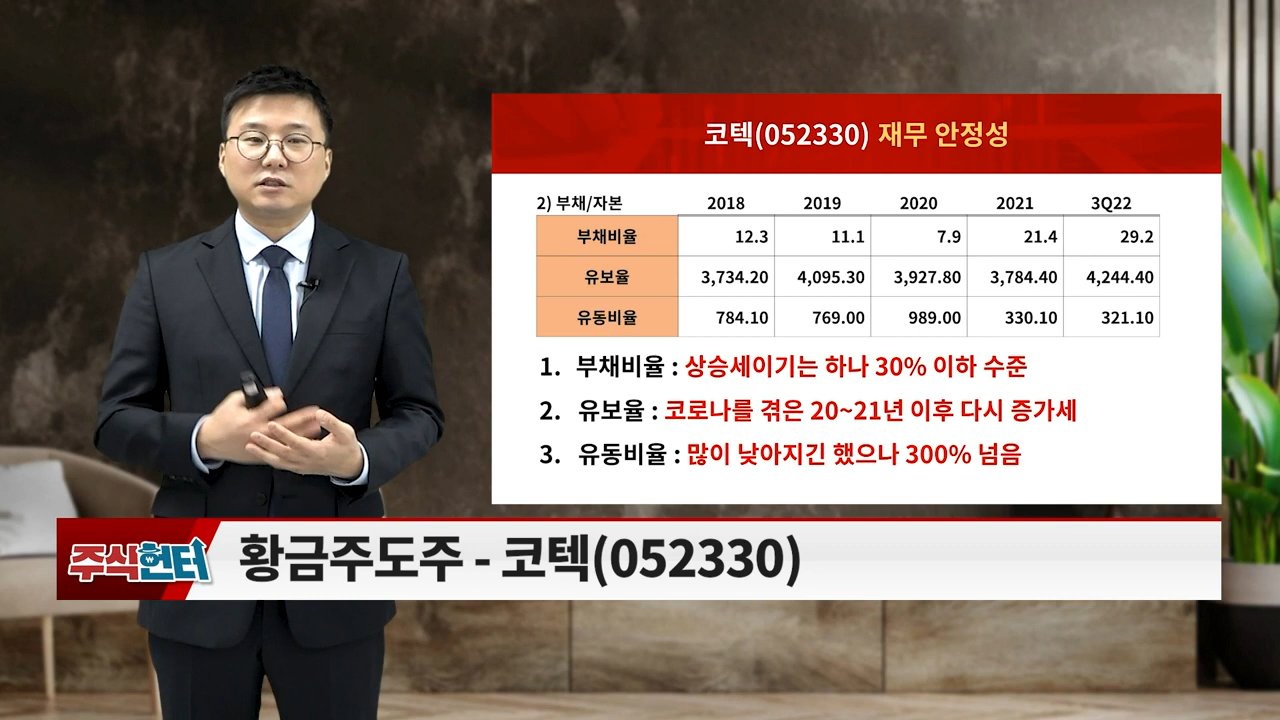 코텍(052330) 재무 안정성
2) 부채/자본 2018 2019 2020 2021 3Q22
부채비율 12.3 11.1 7.9 21.4 29.2
유보율 3,734.20 4,095.30 3,927.80 3,784.40 4,244.40
유동비율 784.10 769.00 989.00 330.10 321.10
1. 부채비율 : 상승세이기는 하나 30% 이하 수준
2. 유보율 : 코로나를 겪은 20~21년 이후 다시 증가세
3. 유동비율 : 많이 낮아지긴 했으나 300% 넘음
주식헌터 황금주도주 - 코텍(052330)